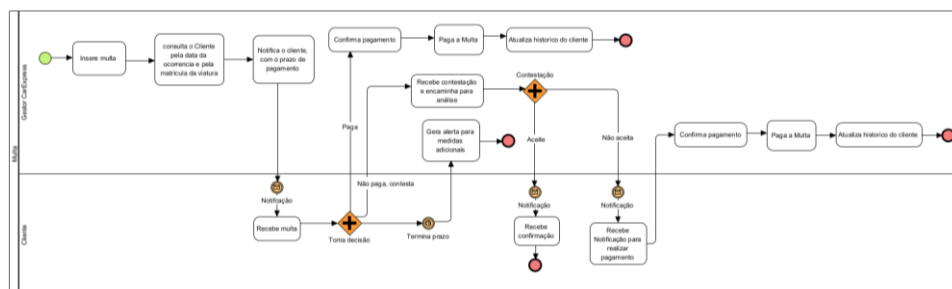 Multa
Gestor CarExpress
Cliente
Insere multa
consulta o Cliente
pela data da
ocorrencia e pela
matrícula da viatura
Notifica o cliente,
com o prazo de
pagamento
Confirma pagamento
Paga a Multa
Atualiza historico do cliente
Recebe contestação
e encaminha para
análise
Contestação
Paga
Gera alerta para
medidas
adicionais
Aceite
Não aceita
Confirma pagamento
Paga a Multa
Atualiza historico do cliente
Não paga, contesta
Notifcação
Notificação
Notificação
Recebe multa
Toma decisão
Termina prazo
Recebe
confirmação
Recebe
Notificação para
realizar
pagamento